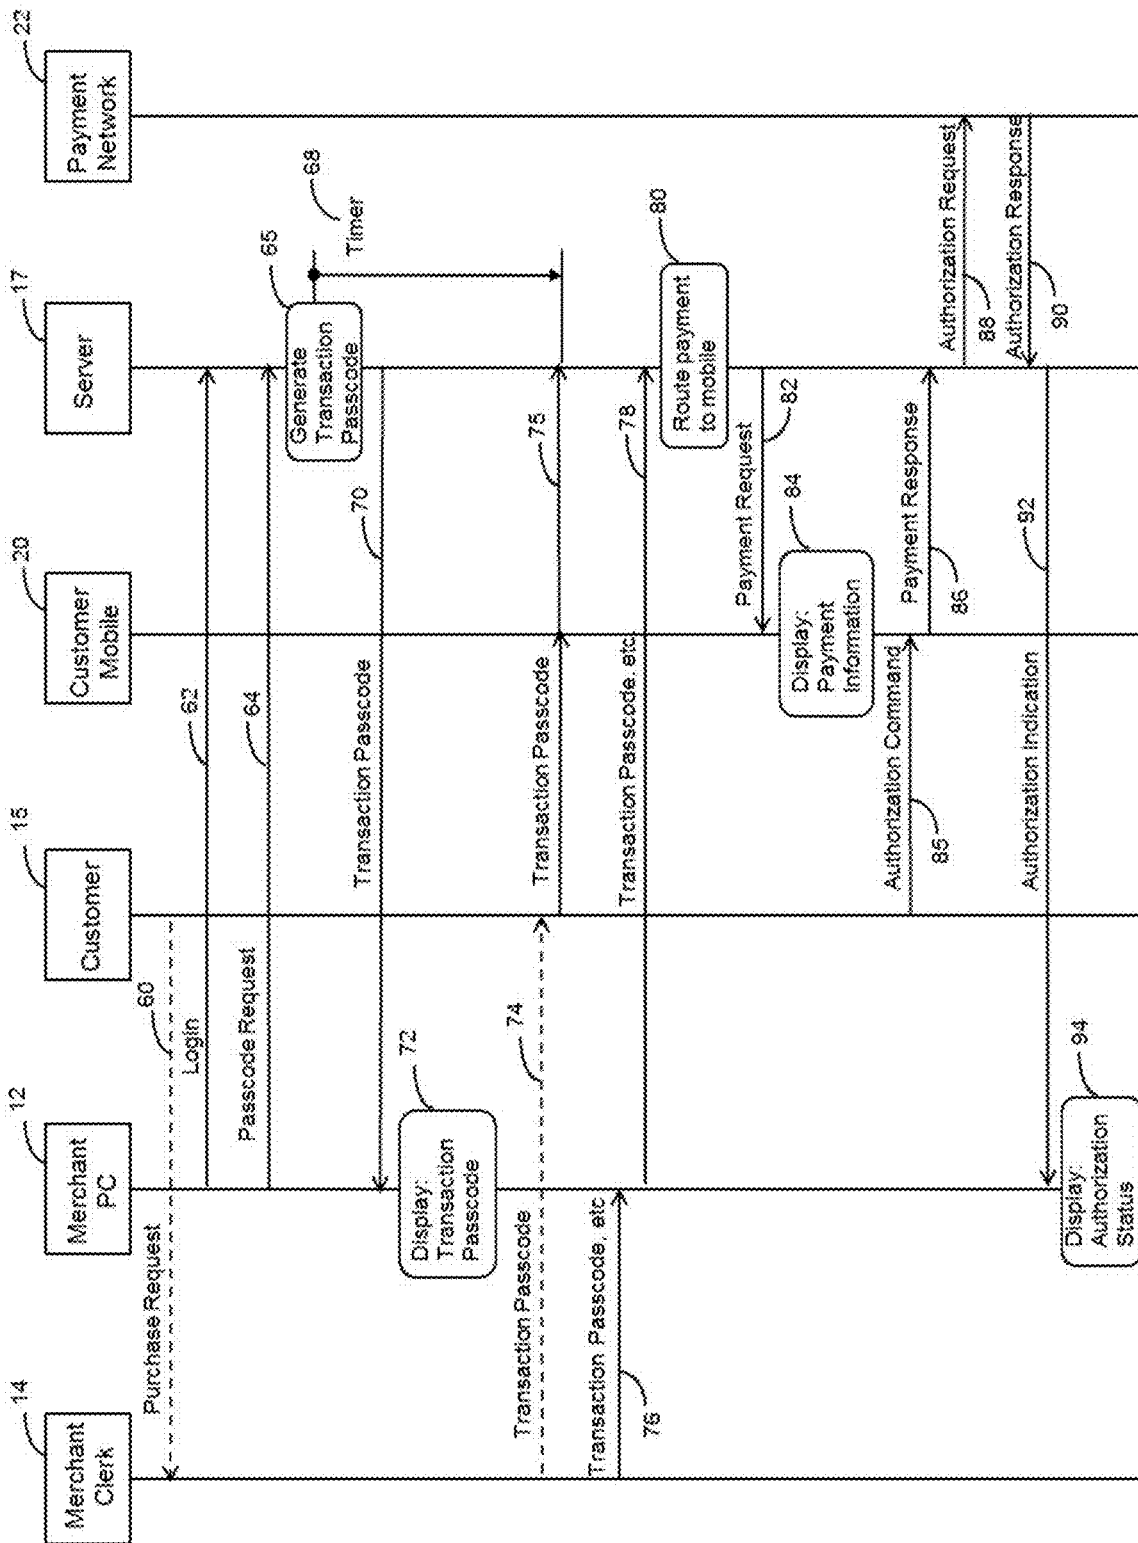 14
Merchant
Clerk
12
Merchant
PC
15
Customer
20
Customer
Mobile
17
Server
22
Payment
Network
Purchase Request
60
Login
62
Passcode Request
64
Generate
Transaction
Passcode
65
68
Timer
Transaction Passcode
70
Display:
Transaction
Passcode
72
Transaction Passcode
74
Transaction Passcode
75
Transaction Passcode, etc
76
Transaction Passcode, etc.
78
Route payment
to mobile
80
Payment Request
82
Display:
Payment
Information
84
Authorization Command
85
Payment Response
86
Authorization Request
88
Authorization Response
90
Authorization Indication
92
Display:
Authorization
Status
94